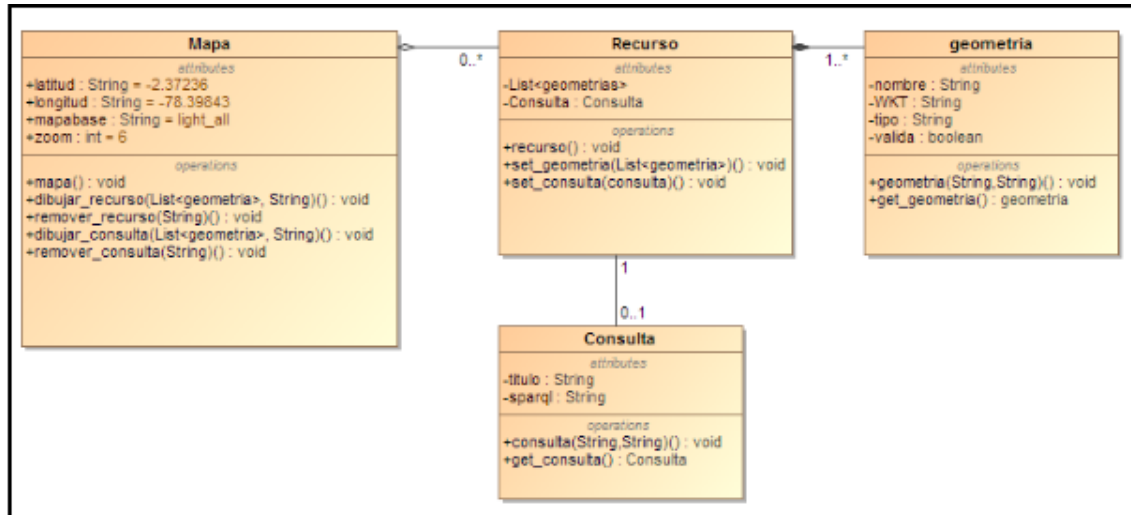 Mapa
attributes
+latitud : String = -2.37236
+longitud : String = -78.39843
+mapabase : String = light_all
+zoom : int = 6
operations
+mapa() : void
+dibujar_recurso(List<geometria>, String)() : void
+remover_recurso(String)() : void
+dibujar_consulta(List<geometria>, String)() : void
+remover_consulta(String)() : void
0..*
Recurso
attributes
-List<geometrias>
-Consulta : Consulta
operations
+recurso() : void
+set_geometria(List<geometria>)() : void
+set_consulta(consulta)() : void
1..*
geometria
attributes
-nombre : String
-WKT : String
-tipo : String
-valida : boolean
operations
+geometria(String,String)() : void
+get_geometria() : geometria
1
0..1
Consulta
attributes
-titulo : String
-sparql : String
operations
+consulta(String,String)() : void
+get_consulta() : Consulta